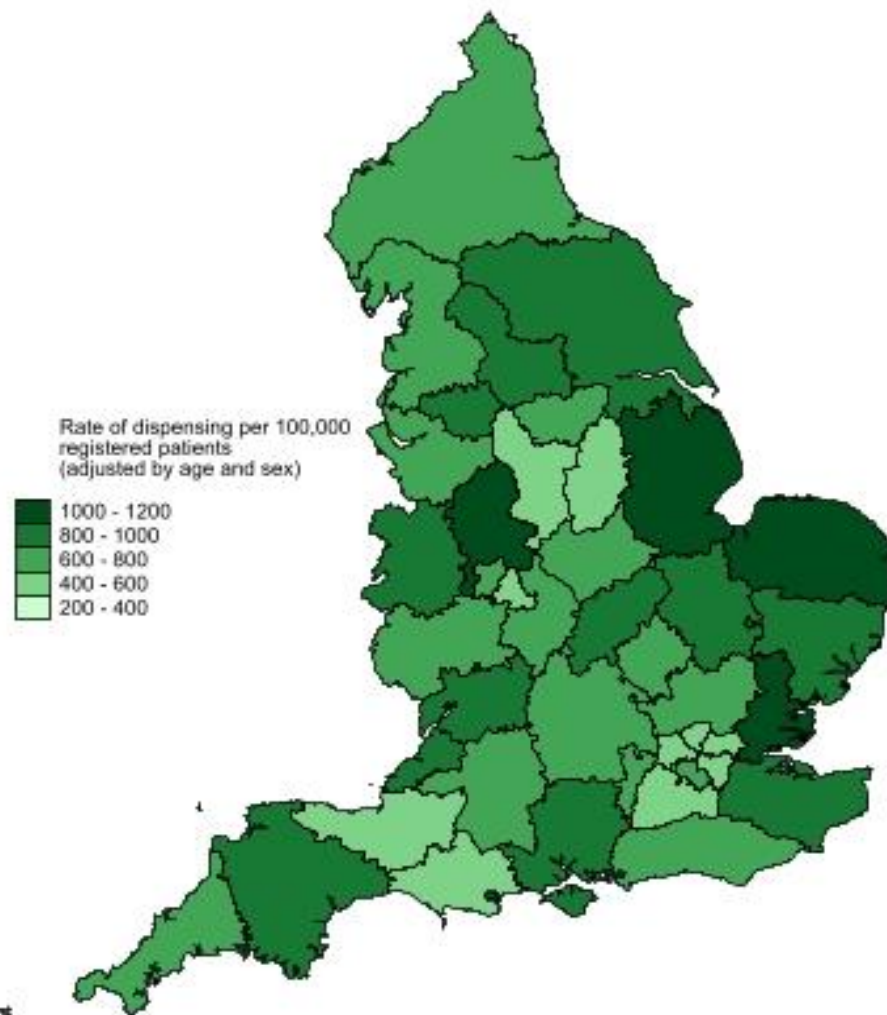 Rate of dispensing per 100,000
registered patients
(adjusted by age and sex)
1000 - 1200
800 - 1000
600 - 800
400 - 600
200 - 400